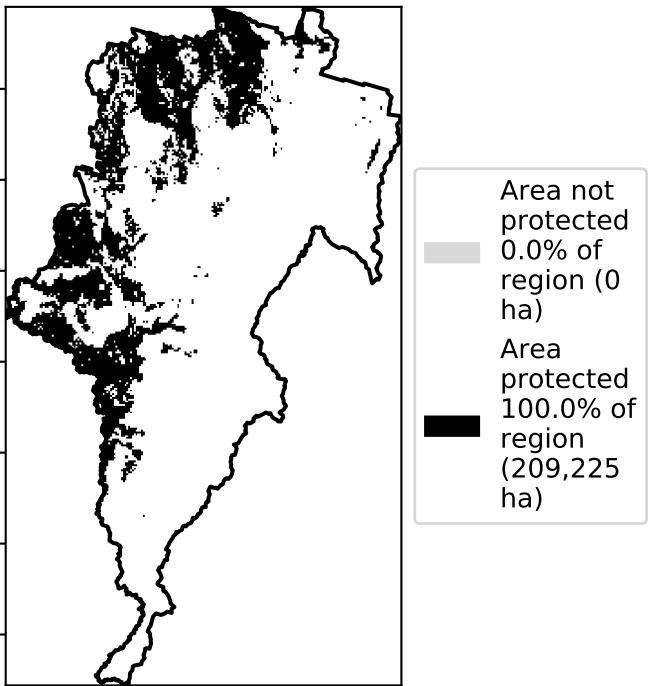 Area not
protected
0.0% of
region (0
ha)
Area
protected
100.0% of
region
(209,225
ha)